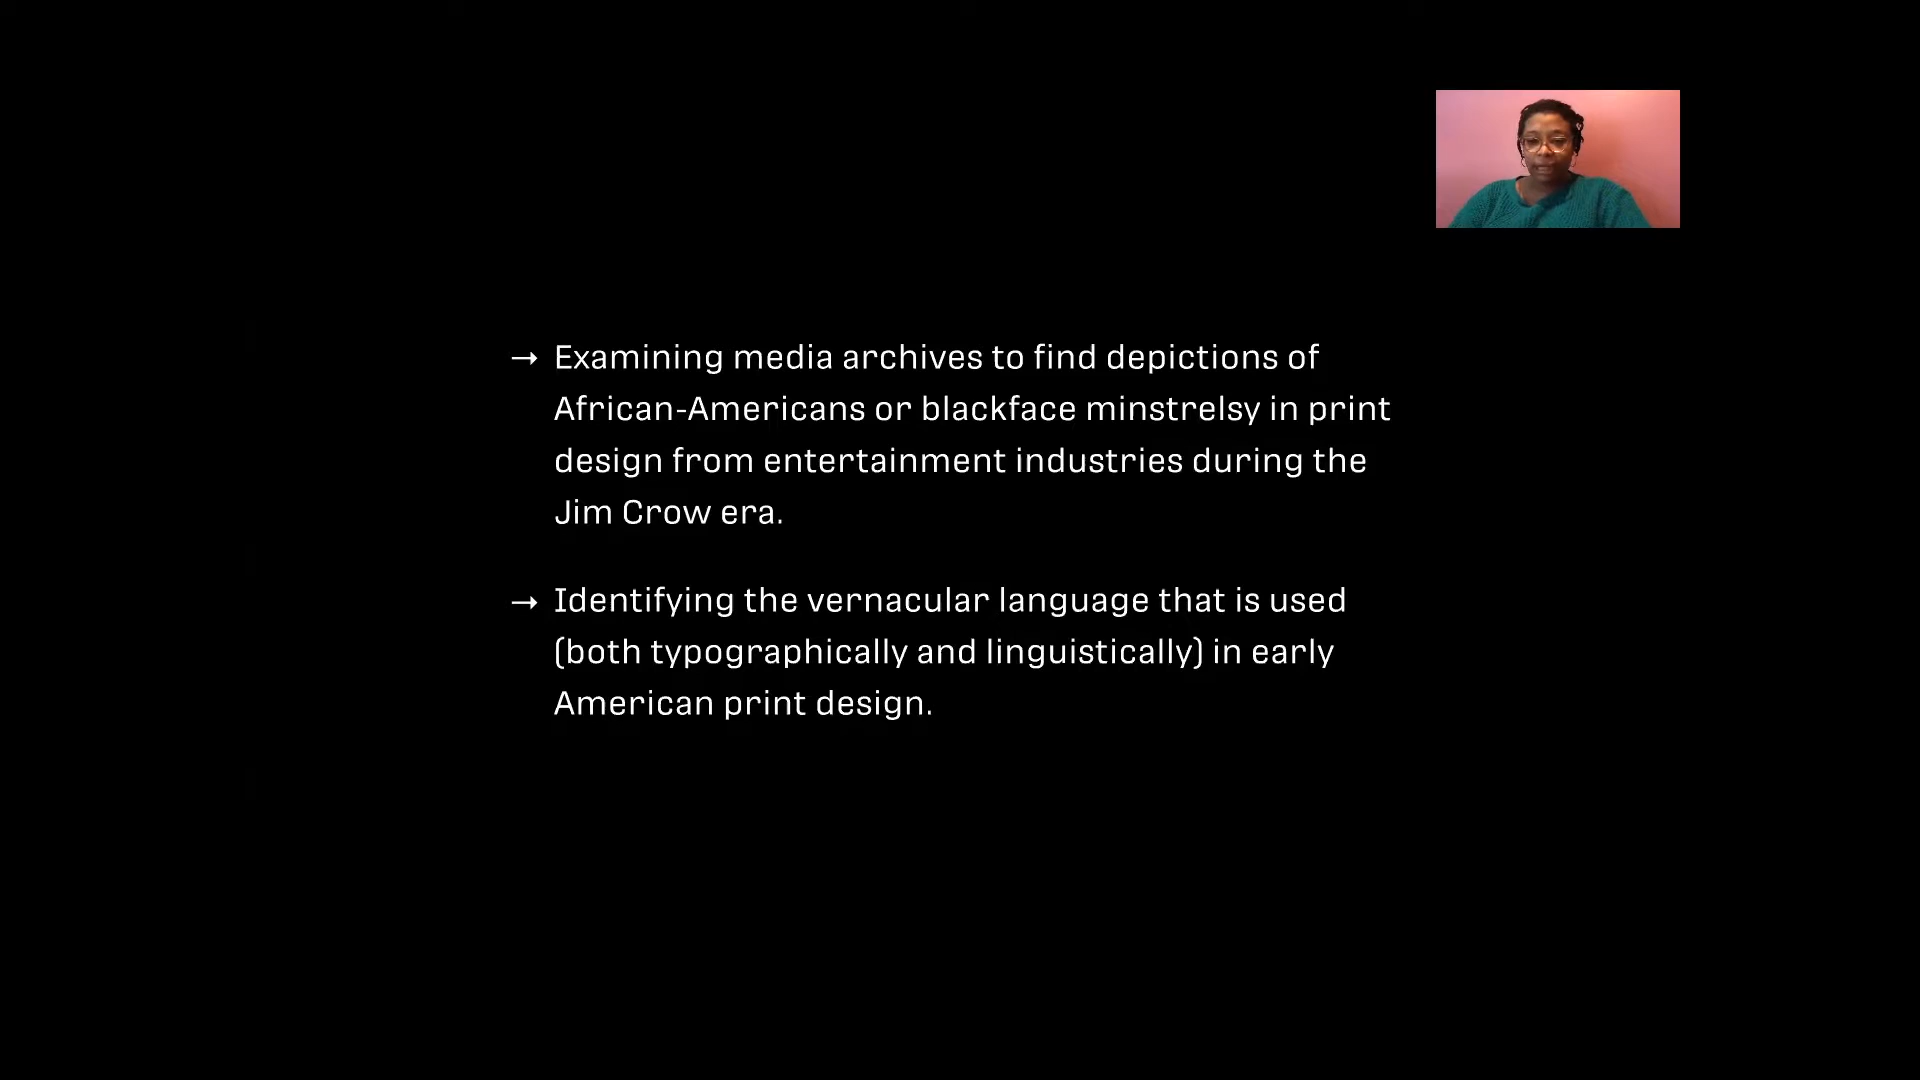 → Examining media archives to find depictions of
African-Americans or blackface minstrelsy in print
design from entertainment industries during the
Jim Crow era.
→ Identifying the vernacular language that is used
(both typographically and linguistically) in early
American print design.